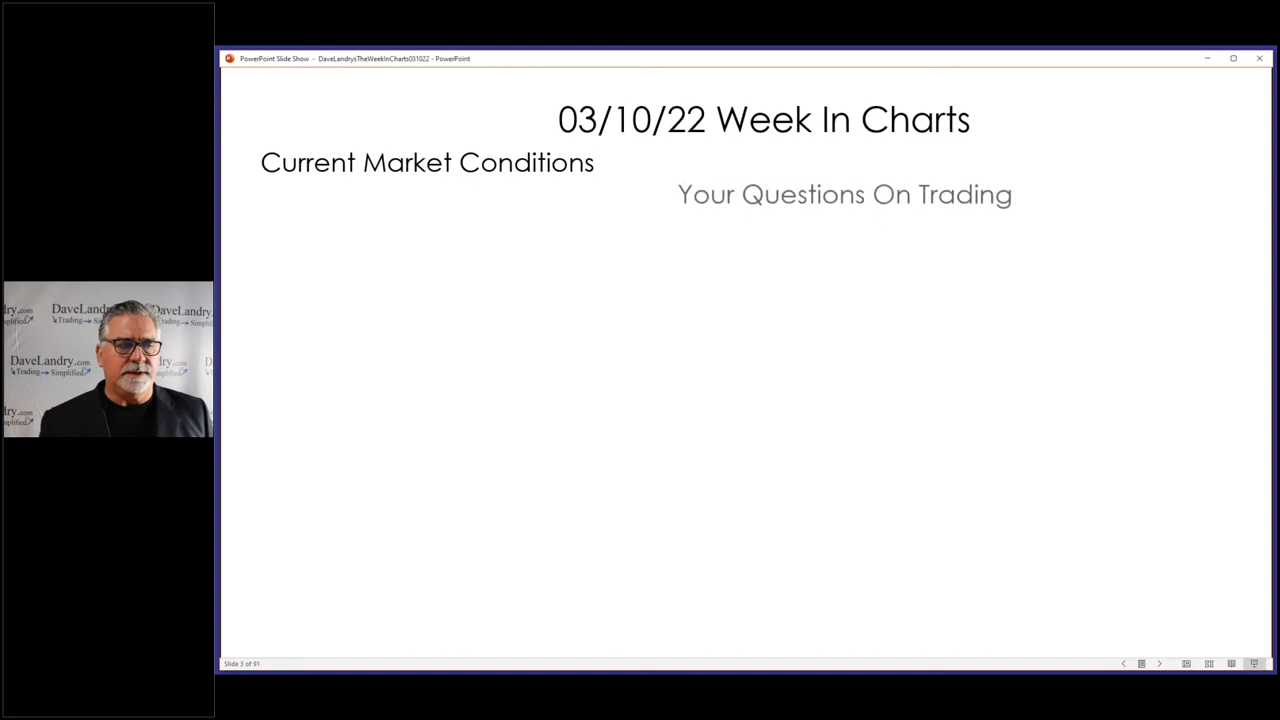 PowerPoint Slide Show - DaveLandrysTheWeekInCharts031022 - PowerPoint
03/10/22 Week In Charts
Current Market Conditions
Your Questions On Trading
DaveLandry.com
Trading Simplified
Slide 3 of 91